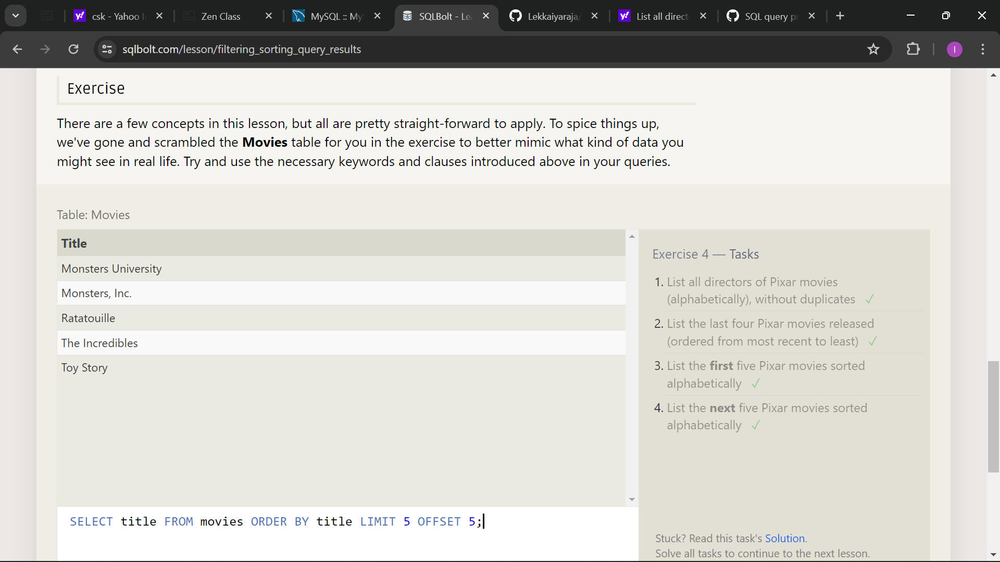 csk - Yahoo I
Zen Class
MySQL :: My
SQLBolt - Le
Lekkaiyaraja/
List all direct
SQL query p
sqlbolt.com/lesson/filtering_sorting_query_results
I
Exercise
There are a few concepts in this lesson, but all are pretty straight-forward to apply. To spice things up,
we've gone and scrambled the Movies table for you in the exercise to better mimic what kind of data you
might see in real life. Try and use the necessary keywords and clauses introduced above in your queries.
Table: Movies
Title
Monsters University
Monsters, Inc.
Ratatouille
The Incredibles
Toy Story
SELECT title FROM movies ORDER BY title LIMIT 5 OFFSET 5;
Exercise 4 — Tasks
1. List all directors of Pixar movies
(alphabetically), without duplicates ✓
2. List the last four Pixar movies released
(ordered from most recent to least) ✓
3. List the first five Pixar movies sorted
alphabetically ✓
4. List the next five Pixar movies sorted
alphabetically ✓
Stuck? Read this task's Solution.
Solve all tasks to continue to the next lesson.